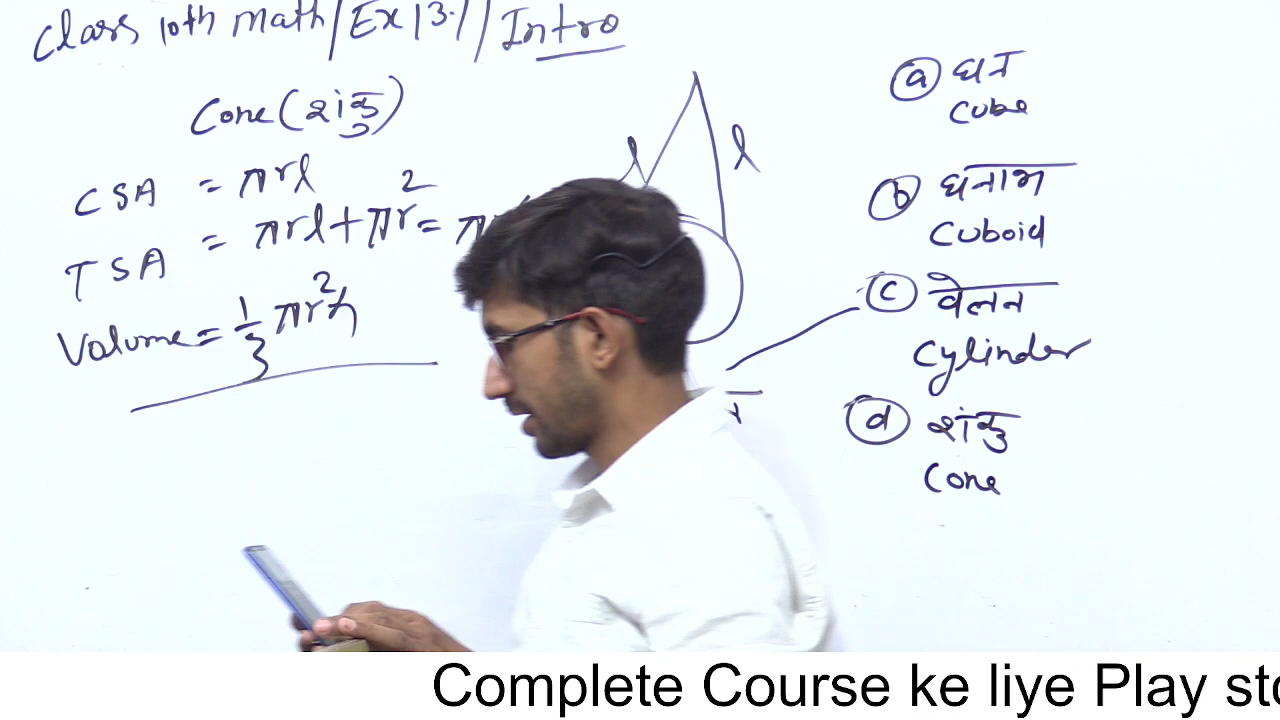 Class 10th math/Ex 13.1/Intro
Cone (शंकु)
CSA = πrl
TSA = πrl + πr² = π
Volume = 1/3 πr²h
l
l
r
(a) घन
Cube
(b) घनाभ
Cuboid
(c) बेलन
Cylinder
(d) शंकु
Cone
Complete Course ke liye Play sto